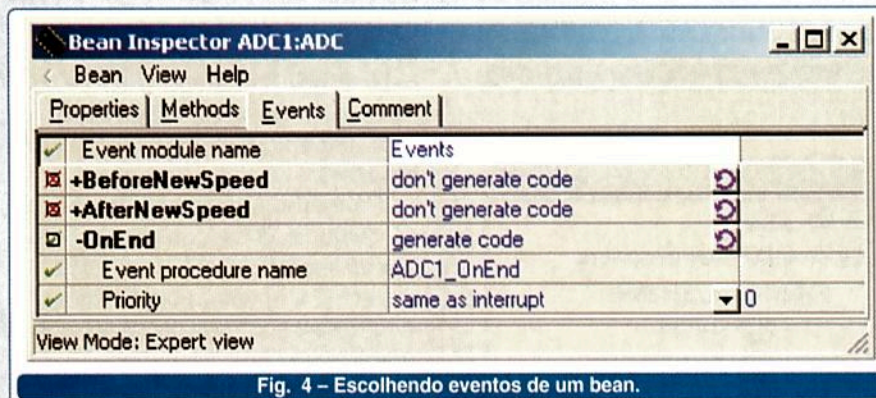 Bean Inspector ADC1:ADC
< Bean View Help
Properties Methods Events Comment
Event module name Events
+BeforeNewSpeed don't generate code
+AfterNewSpeed don't generate code
-OnEnd generate code
Event procedure name ADC1_OnEnd
Priority same as interrupt 0
View Mode: Expert view
Fig. 4 – Escolhendo eventos de um bean.